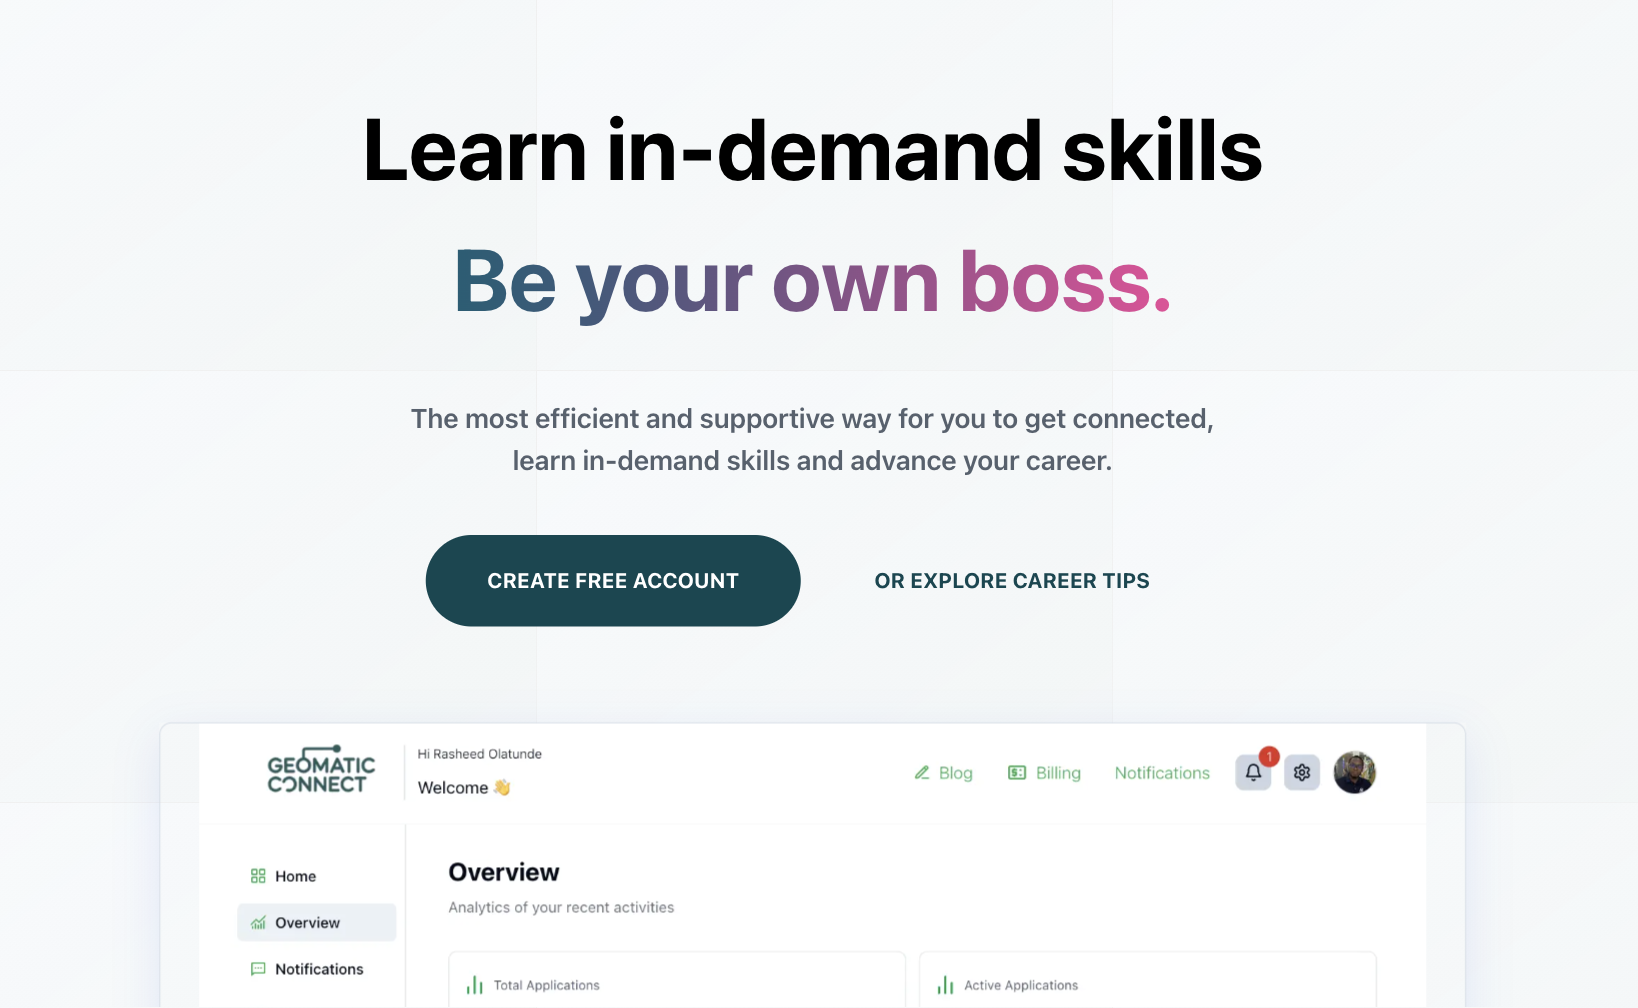 Learn in-demand skills
Be your own boss.
The most efficient and supportive way for you to get connected,
learn in-demand skills and advance your career.
CREATE FREE ACCOUNT
OR EXPLORE CAREER TIPS
GEOMATIC
CONNECT
Hi Rasheed Olatunde
Welcome 👋
Blog
Billing
Notifications
1
Home
Overview
Notifications
Overview
Analytics of your recent activities
Total Applications
Active Applications